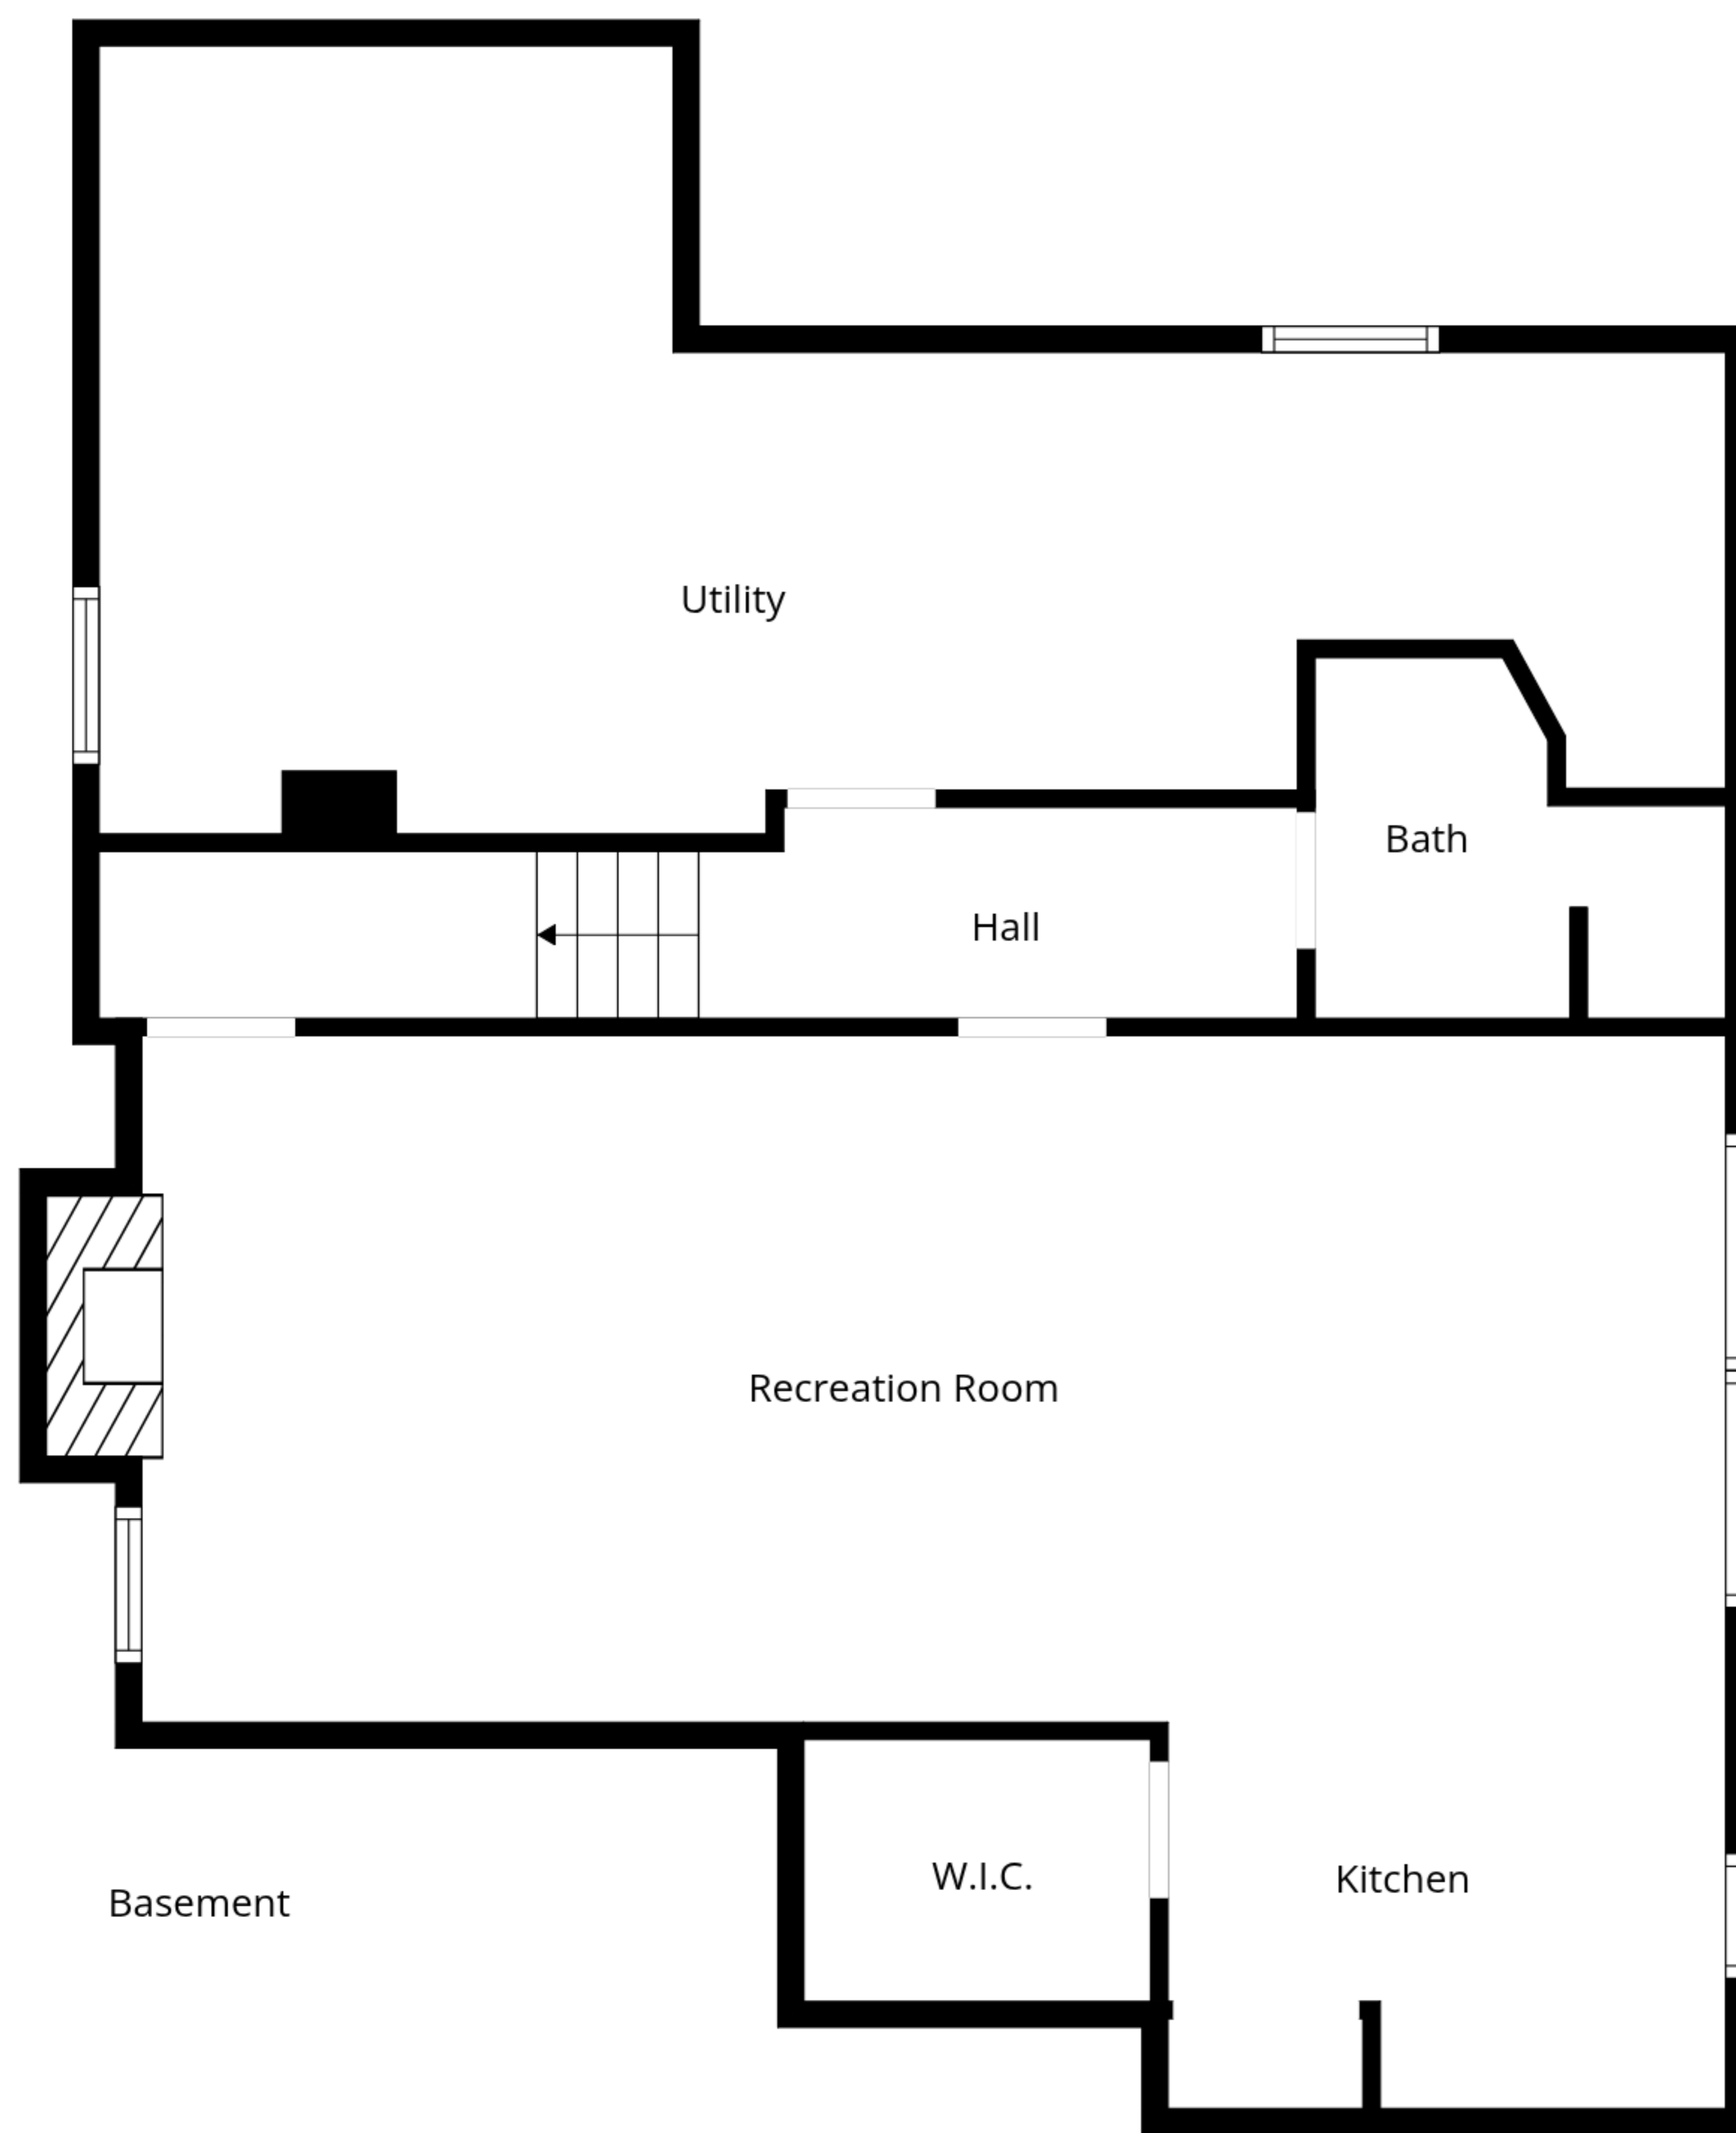 Utility
Bath
Hall
Recreation Room
W.I.C.
Kitchen
Basement